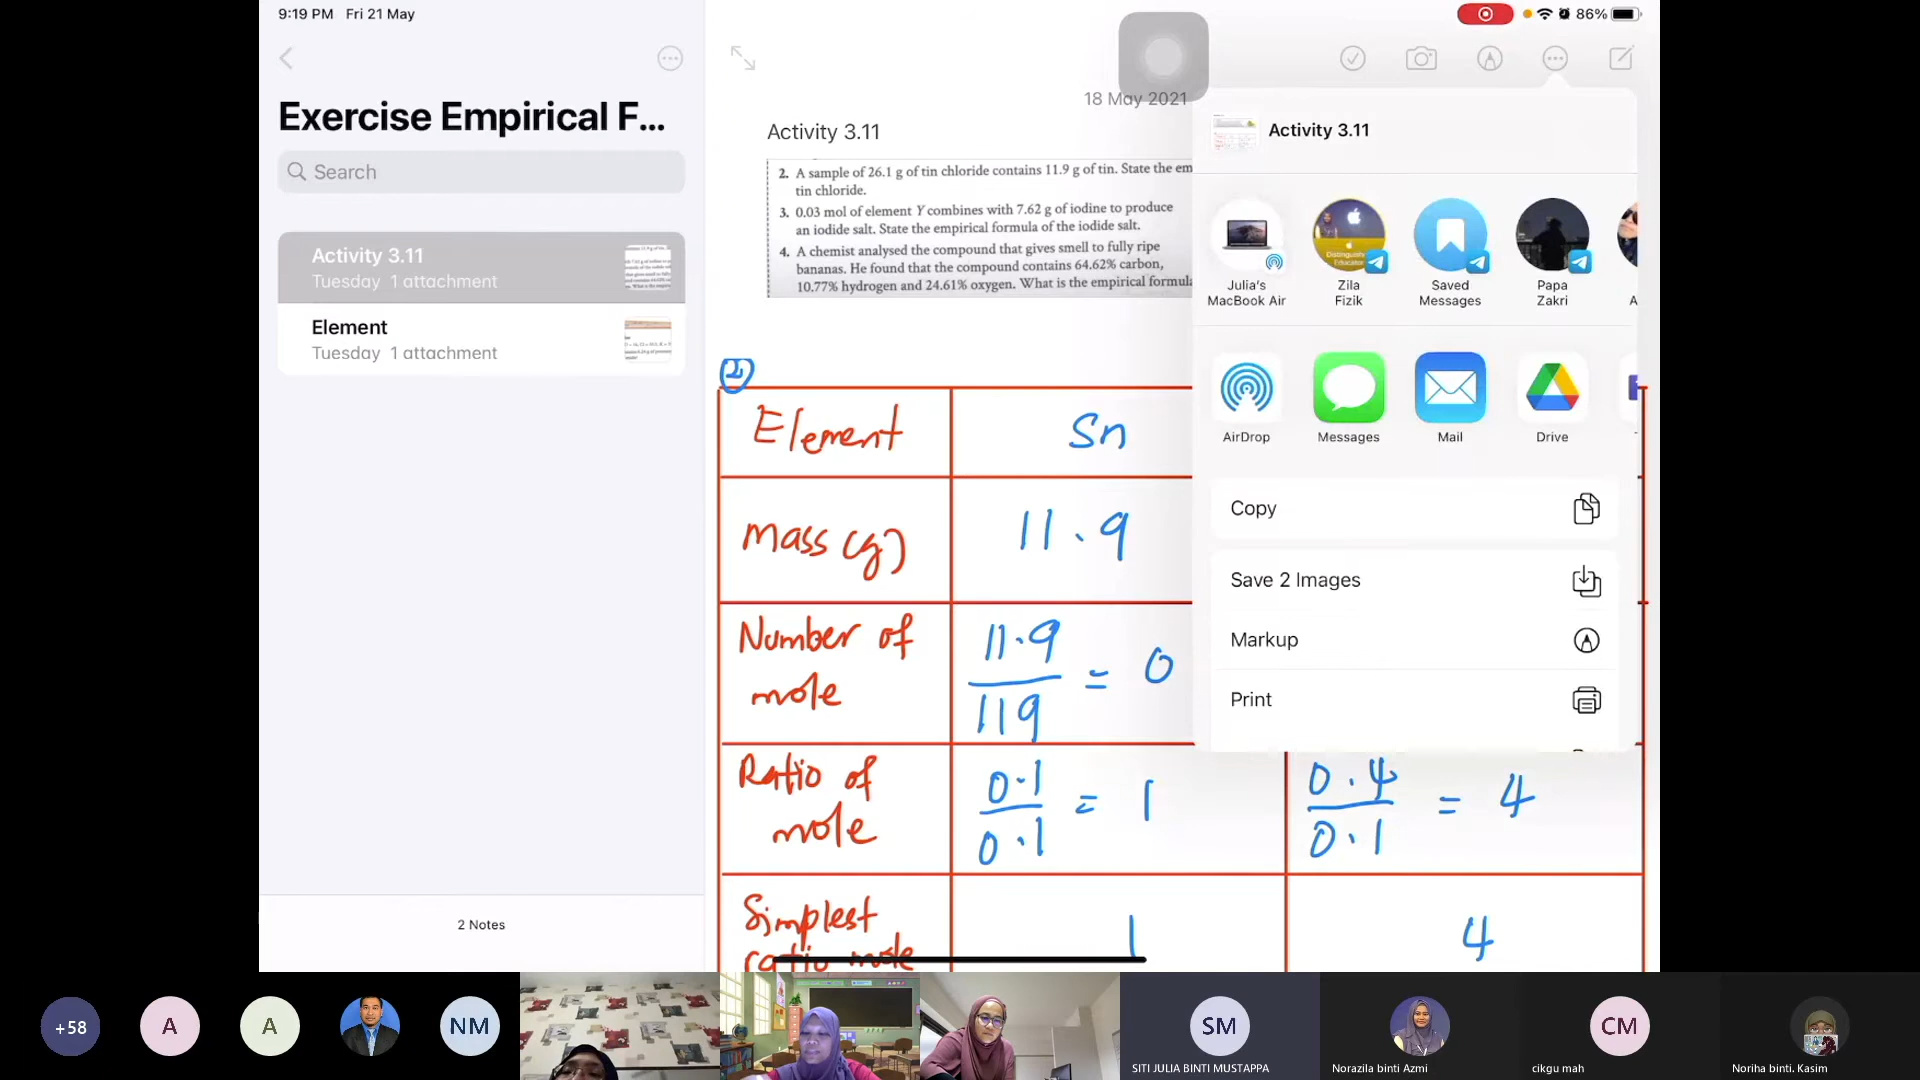 9:19 PM Fri 21 May
86%
Exercise Empirical F...
Search
Activity 3.11
Tuesday 1 attachment
Element
Tuesday 1 attachment
2 Notes
18 May 2021
Activity 3.11
2. A sample of 26.1 g of tin chloride contains 11.9 g of tin. State the em
tin chloride.
3. 0.03 mol of element Y combines with 7.62 g of iodine to produce
an iodide salt. State the empirical formula of the iodide salt.
4. A chemist analysed the compound that gives smell to fully ripe
bananas. He found that the compound contains 64.62% carbon,
10.77% hydrogen and 24.61% oxygen. What is the empirical formula
2
Element Sn
Mass (g) 11.9
Number of
mole
11.9
119
= 0
Ratio of
mole
0.1
0.1
= 1
0.4
0.1
= 4
Simplest
ratio mole
1 4
Activity 3.11
Julia's
MacBook Air
Zila
Fizik
Saved
Messages
Papa
Zakri
A
AirDrop Messages Mail Drive
Copy
Save 2 Images
Markup
Print
+58 A A NM SM CM
SITI JULIA BINTI MUSTAPPA Norazila binti Azmi cikgu mah Noriha binti. Kasim